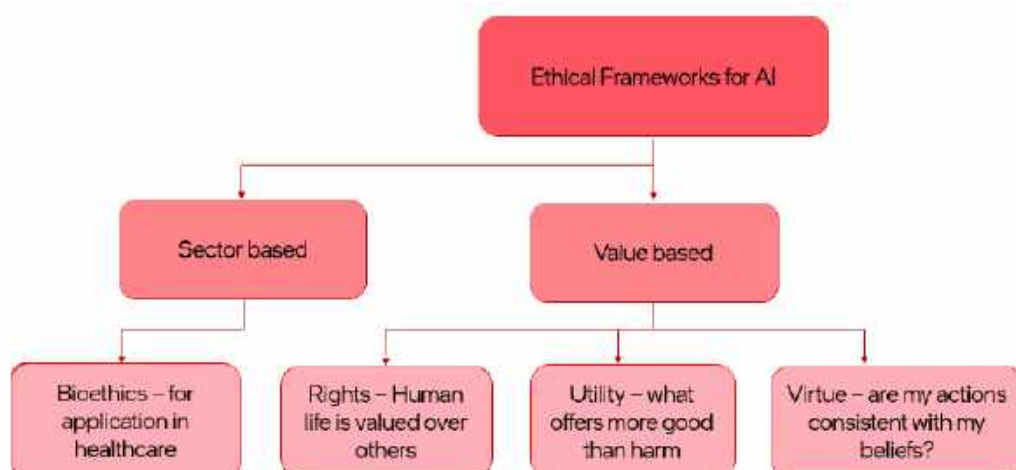 Ethical Frameworks for AI
Sector based
Value based
Bioethics – for
application in
healthcare
Rights – Human
life is valued over
others
Utility – what
offers more good
than harm
Virtue – are my actions
consistent with my
beliefs?